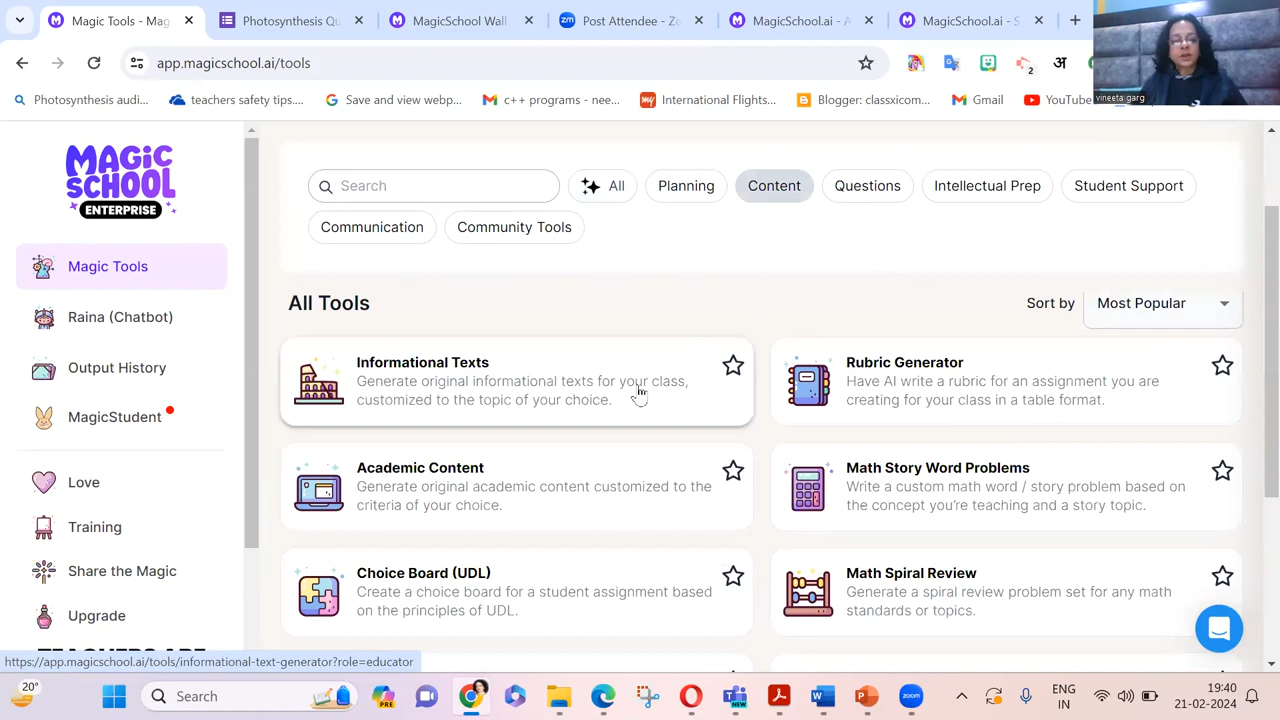 Magic Tools - Mag
Photosynthesis Qu
MagicSchool Wall
Post Attendee - Zo
MagicSchool.ai - A
MagicSchool.ai - S
app.magicschool.ai/tools
2
अ
Photosynthesis audi...
teachers safety tips....
Save and view warp...
c++ programs - nee...
International Flights...
Blogger:classxicom...
Gmail
YouTube
vineeta garg
MAGIC
SCHOOL
ENTERPRISE
Magic Tools
Raina (Chatbot)
Output History
MagicStudent
Love
Training
Share the Magic
Upgrade
TEACHERS ARE
Search
All
Planning
Content
Questions
Intellectual Prep
Student Support
Communication
Community Tools
All Tools
Sort by
Most Popular
Informational Texts
Generate original informational texts for your class,
customized to the topic of your choice.
Rubric Generator
Have AI write a rubric for an assignment you are
creating for your class in a table format.
Academic Content
Generate original academic content customized to the
criteria of your choice.
Math Story Word Problems
Write a custom math word / story problem based on
the concept you're teaching and a story topic.
Choice Board (UDL)
Create a choice board for a student assignment based
on the principles of UDL.
Math Spiral Review
Generate a spiral review problem set for any math
standards or topics.
https://app.magicschool.ai/tools/informational-text-generator?role=educator
20°
Search
PRE
NEW
zoom
ENG
IN
19:40
21-02-2024